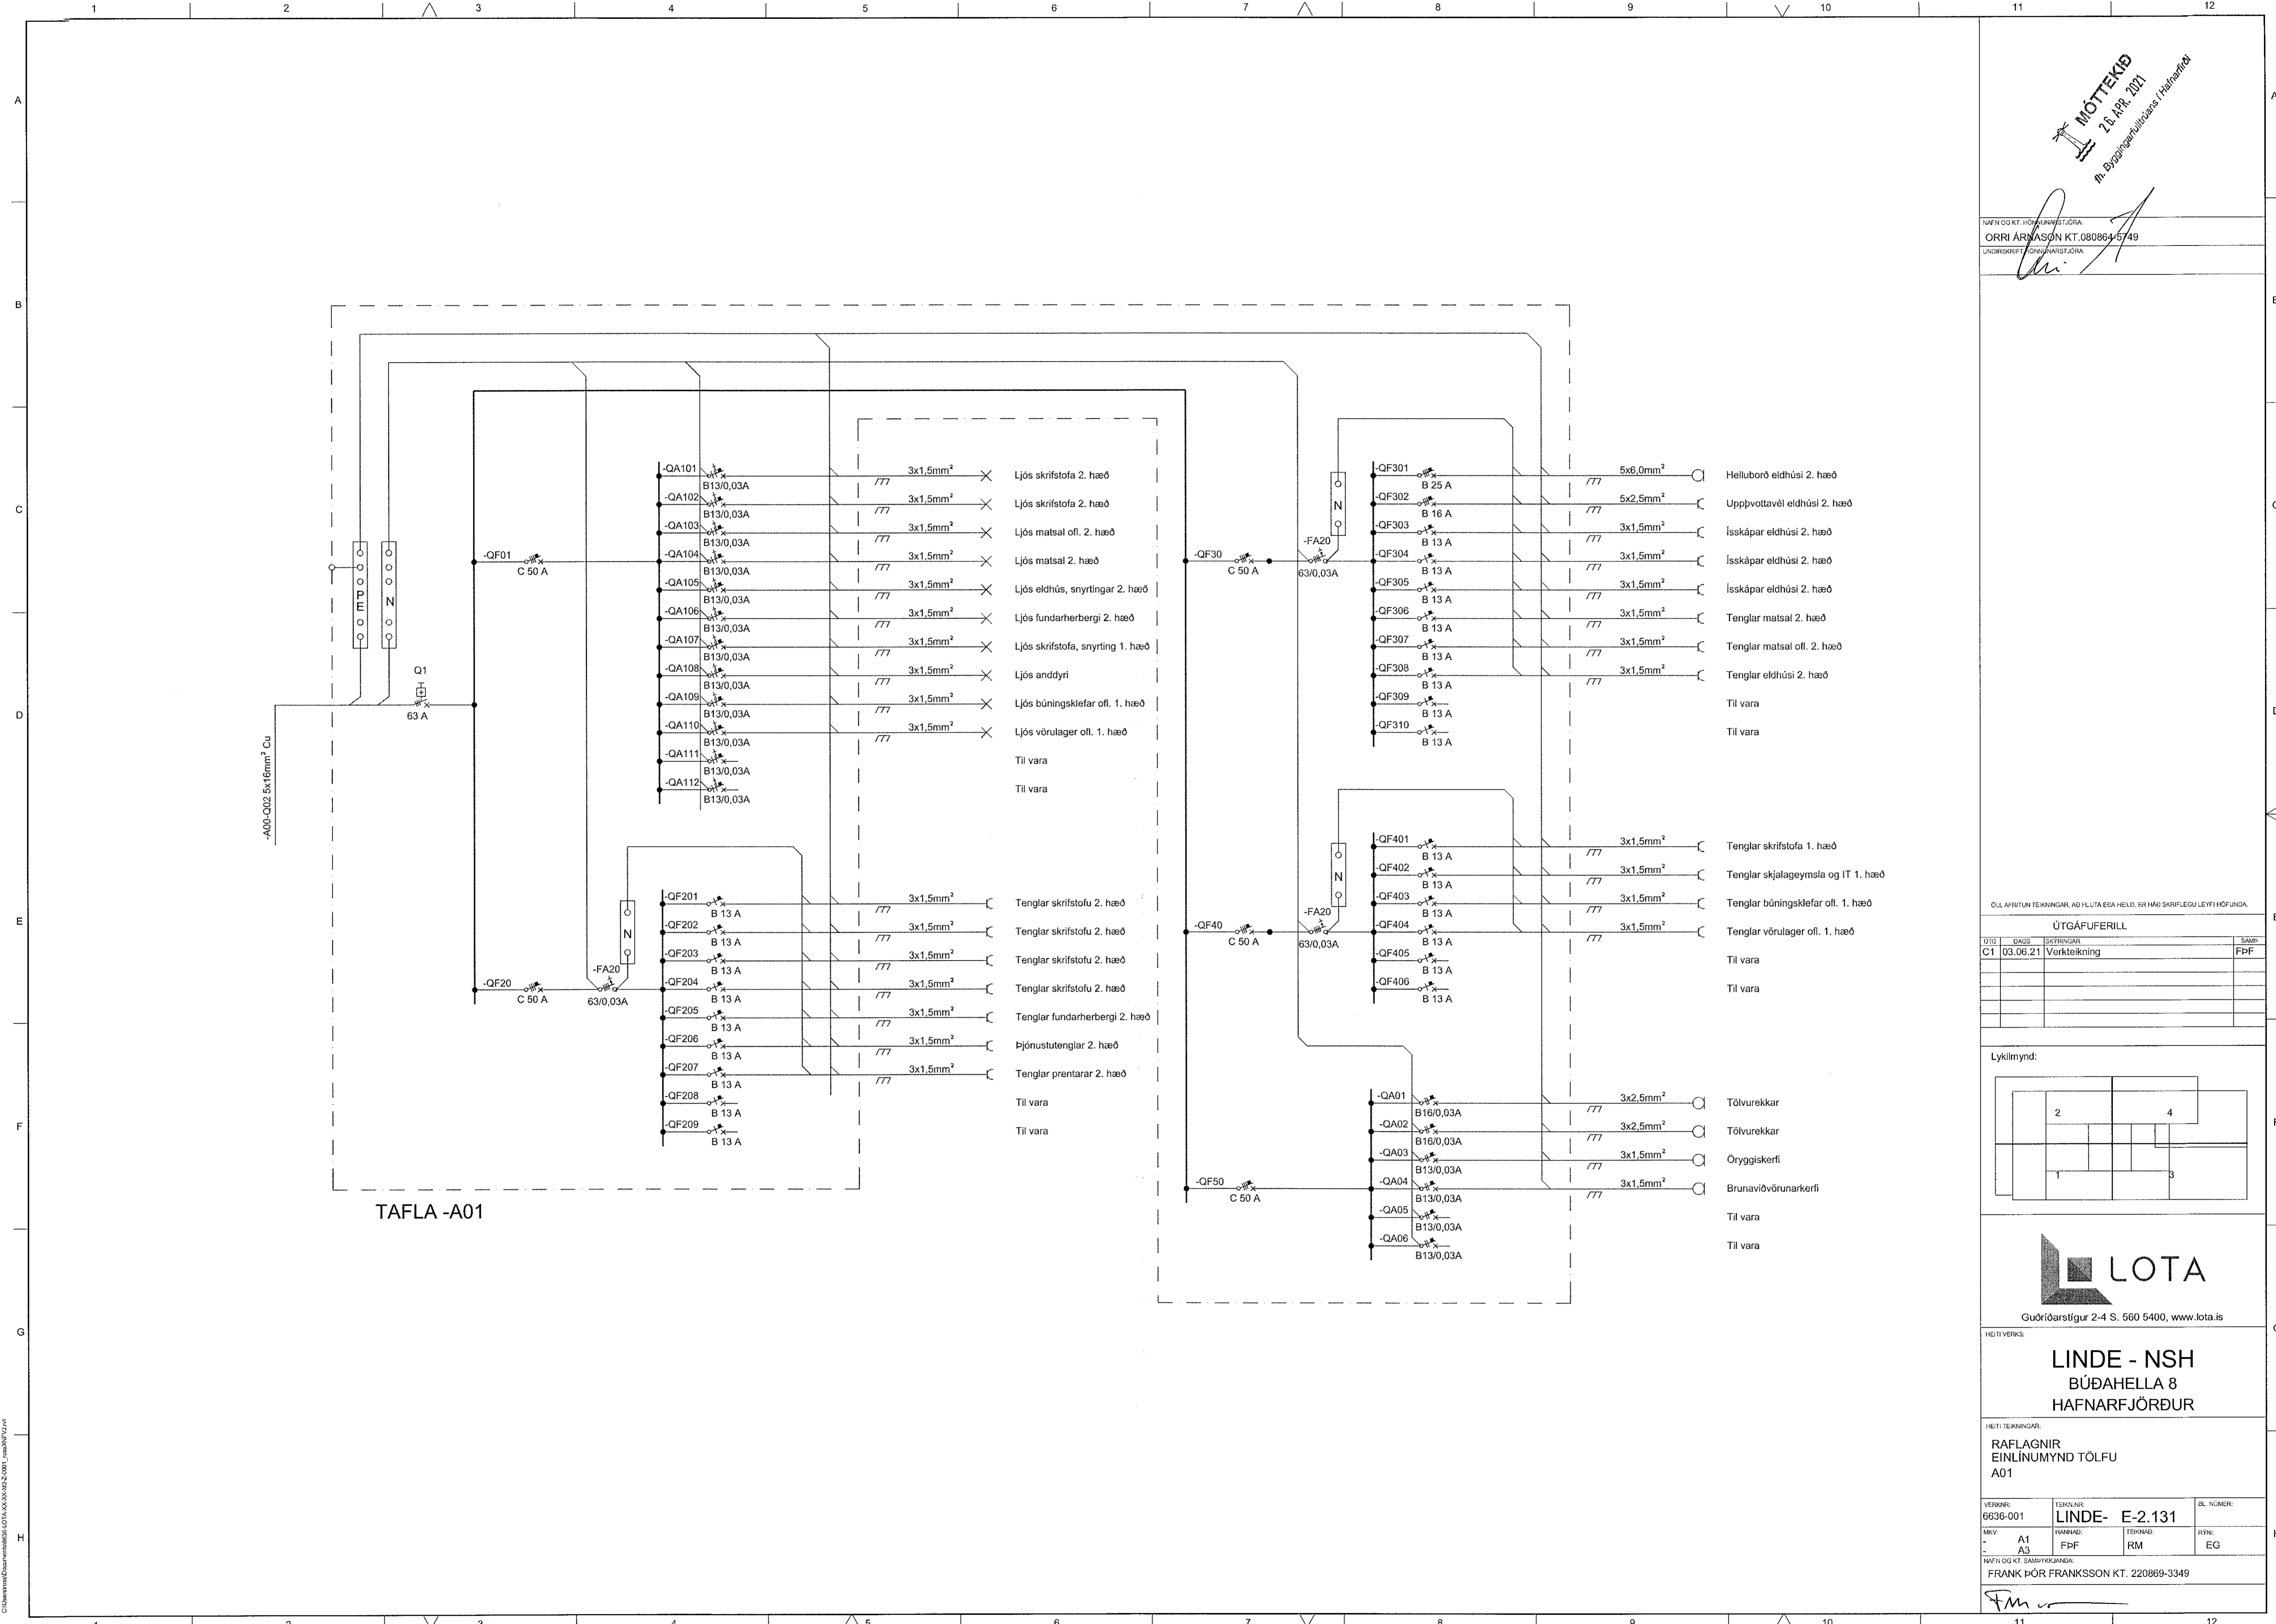 1 2 3 4 5 6 7 8 9 10 11 12
A
B
C
D
E
F
G
H
MÓTTEKIÐ
26. APR. 2021
fh. Byggingarfulltrúans í Hafnarfirði
NAFN OG KT. HÖNNUNARSTJÓRA:
ORRI ÁRNASON KT.080864-5749
UNDIRSKRIFT HÖNNUNARSTJÓRA:
-A00-Q02 5x16mm² Cu
PE
N
Q1
63 A
-QF01
C 50 A
-QA101 B13/0,03A 3x1,5mm² Ljós skrifstofa 2. hæð
-QA102 B13/0,03A 3x1,5mm² Ljós skrifstofa 2. hæð
-QA103 B13/0,03A 3x1,5mm² Ljós matsal ofl. 2. hæð
-QA104 B13/0,03A 3x1,5mm² Ljós matsal 2. hæð
-QA105 B13/0,03A 3x1,5mm² Ljós eldhús, snyrtingar 2. hæð
-QA106 B13/0,03A 3x1,5mm² Ljós fundarherbergi 2. hæð
-QA107 B13/0,03A 3x1,5mm² Ljós skrifstofa, snyrting 1. hæð
-QA108 B13/0,03A 3x1,5mm² Ljós anddyri
-QA109 B13/0,03A 3x1,5mm² Ljós búningsklefar ofl. 1. hæð
-QA110 B13/0,03A 3x1,5mm² Ljós vörulager ofl. 1. hæð
-QA111 B13/0,03A Til vara
-QA112 B13/0,03A Til vara
-QF20
C 50 A
-FA20
63/0,03A
N
-QF201 B 13 A 3x1,5mm² Tenglar skrifstofu 2. hæð
-QF202 B 13 A 3x1,5mm² Tenglar skrifstofu 2. hæð
-QF203 B 13 A 3x1,5mm² Tenglar skrifstofu 2. hæð
-QF204 B 13 A 3x1,5mm² Tenglar skrifstofu 2. hæð
-QF205 B 13 A 3x1,5mm² Tenglar fundarherbergi 2. hæð
-QF206 B 13 A 3x1,5mm² Þjónustutenglar 2. hæð
-QF207 B 13 A 3x1,5mm² Tenglar prentarar 2. hæð
-QF208 B 13 A Til vara
-QF209 B 13 A Til vara
TAFLA -A01
-QF30
C 50 A
-FA20
63/0,03A
N
-QF301 B 25 A 5x6,0mm² Helluborð eldhúsi 2. hæð
-QF302 B 16 A 5x2,5mm² Uppþvottavél eldhúsi 2. hæð
-QF303 B 13 A 3x1,5mm² Ísskápar eldhúsi 2. hæð
-QF304 B 13 A 3x1,5mm² Ísskápar eldhúsi 2. hæð
-QF305 B 13 A 3x1,5mm² Ísskápar eldhúsi 2. hæð
-QF306 B 13 A 3x1,5mm² Tenglar matsal 2. hæð
-QF307 B 13 A 3x1,5mm² Tenglar matsal ofl. 2. hæð
-QF308 B 13 A 3x1,5mm² Tenglar eldhúsi 2. hæð
-QF309 B 13 A Til vara
-QF310 B 13 A Til vara
-QF40
C 50 A
-FA20
63/0,03A
N
-QF401 B 13 A 3x1,5mm² Tenglar skrifstofa 1. hæð
-QF402 B 13 A 3x1,5mm² Tenglar skjalageymsla og IT 1. hæð
-QF403 B 13 A 3x1,5mm² Tenglar búningsklefar ofl. 1. hæð
-QF404 B 13 A 3x1,5mm² Tenglar vörulager ofl. 1. hæð
-QF405 B 13 A Til vara
-QF406 B 13 A Til vara
-QF50
C 50 A
-QA01 B16/0,03A 3x2,5mm² Tölvurekkar
-QA02 B16/0,03A 3x2,5mm² Tölvurekkar
-QA03 B13/0,03A 3x1,5mm² Öryggiskerfi
-QA04 B13/0,03A 3x1,5mm² Brunaviðvörunarkerfi
-QA05 B13/0,03A Til vara
-QA06 B13/0,03A Til vara
ÖLL AFRITUN TEIKNINGAR, AÐ HLUTA EÐA HEILD, ER HÁÐ SKRIFLEGU LEYFI HÖFUNDA.
ÚTGÁFUFERILL
ÚTG DAGS SKÝRINGAR SAMÞ
C1 03.06.21 Verkteikning FÞF
Lykilmynd:
2 4
1 3
LOTA
Guðríðarstígur 2-4 S. 560 5400, www.lota.is
HEITI VERKS:
LINDE - NSH
BÚÐAHELLA 8
HAFNARFJÖRÐUR
HEITI TEIKNINGAR:
RAFLAGNIR
EINLÍNUMYND TÖLFU
A01
VERKNR: TEIKN.NR: BL. NÚMER:
6636-001 LINDE- E-2.131
MKV: HANNAÐ: TEIKNAÐ: RÝNI:
- A1
- A3 FÞF RM EG
NAFN OG KT. SAMÞYKKJANDA:
FRANK ÞÓR FRANKSSON KT. 220869-3349